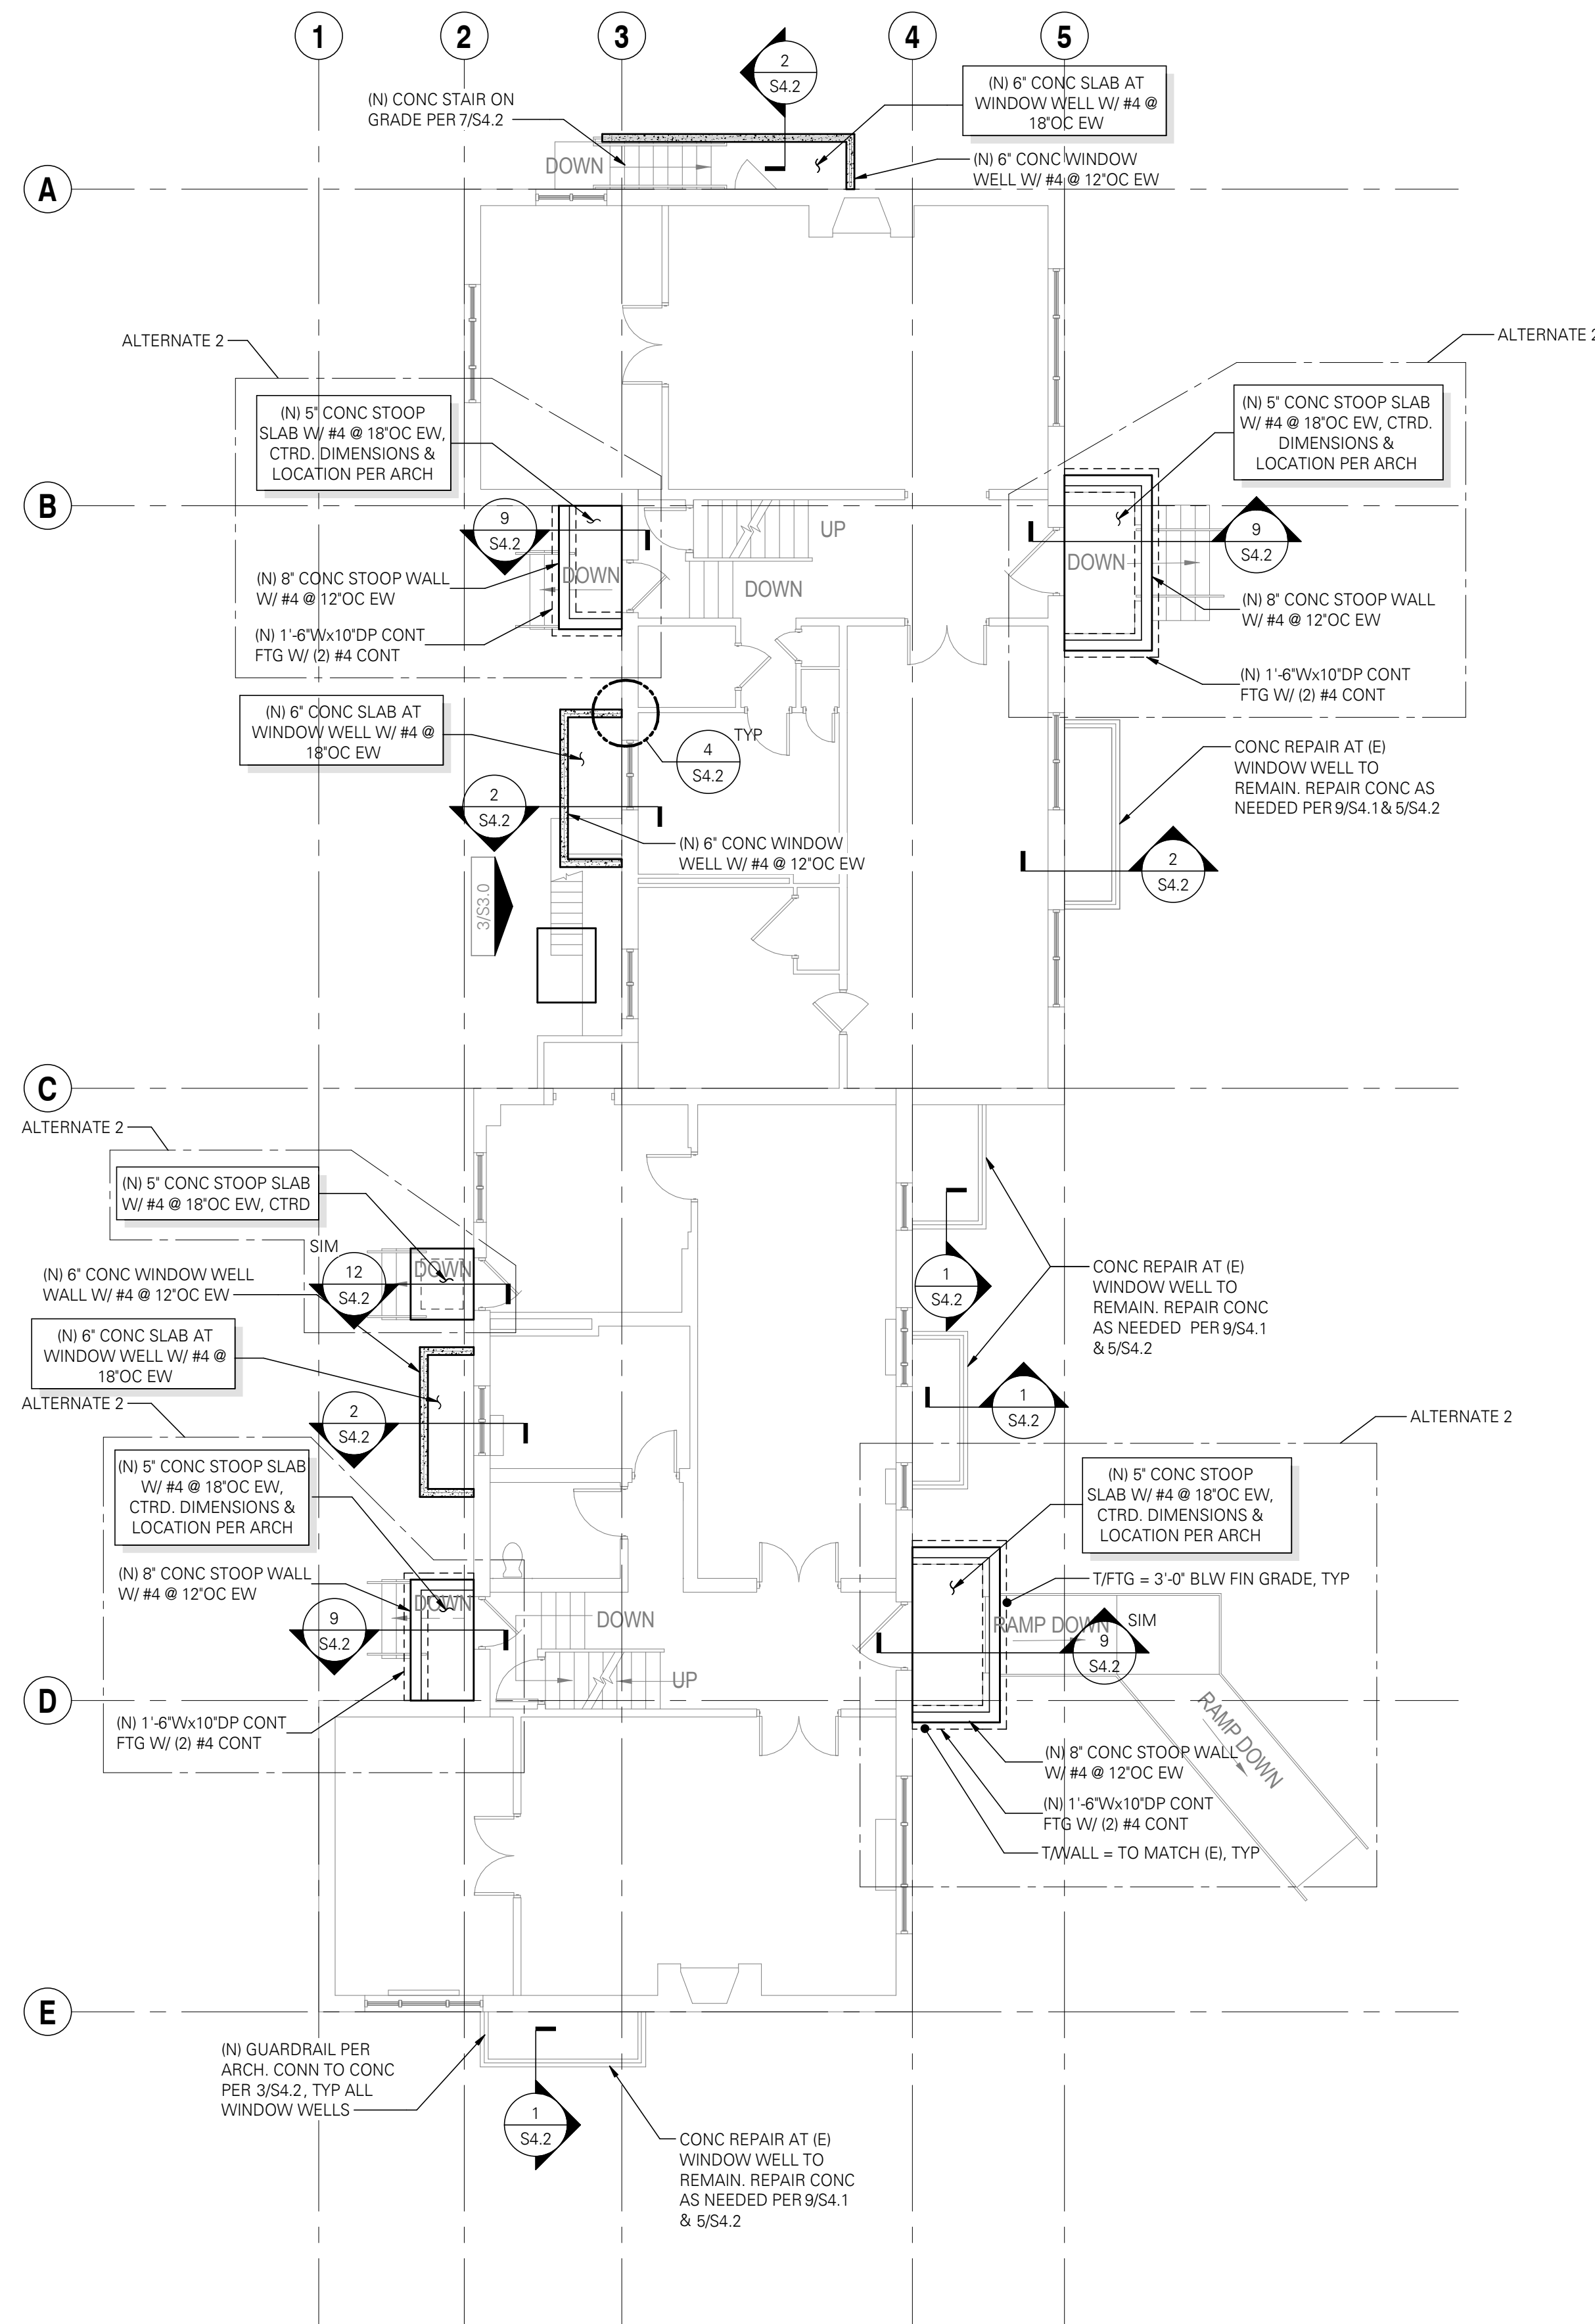 1
2
3
4
5
2
S4.2
(N) CONC STAIR ON
GRADE PER 7/S4.2
(N) 6" CONC SLAB AT
WINDOW WELL W/ #4 @
18"OC EW
DOWN
(N) 6" CONC WINDOW
WELL W/ #4 @ 12"OC EW
A
ALTERNATE 2
ALTERNATE 2
(N) 5" CONC STOOP
SLAB W/ #4 @ 18"OC EW,
CTRD. DIMENSIONS &
LOCATION PER ARCH
(N) 5" CONC STOOP SLAB
W/ #4 @ 18"OC EW, CTRD.
DIMENSIONS &
LOCATION PER ARCH
B
9
S4.2
UP
9
S4.2
DOWN
DOWN
DOWN
(N) 8" CONC STOOP WALL
W/ #4 @ 12"OC EW
(N) 8" CONC STOOP WALL
W/ #4 @ 12"OC EW
(N) 1'-6"Wx10"DP CONT
FTG W/ (2) #4 CONT
(N) 1'-6"Wx10"DP CONT
FTG W/ (2) #4 CONT
(N) 6" CONC SLAB AT
WINDOW WELL W/ #4 @
18"OC EW
TYP
4
S4.2
CONC REPAIR AT (E)
WINDOW WELL TO
REMAIN. REPAIR CONC AS
NEEDED PER 9/S4.1 & 5/S4.2
2
S4.2
(N) 6" CONC WINDOW
WELL W/ #4 @ 12"OC EW
2
S4.2
3/S3.0
C
ALTERNATE 2
(N) 5" CONC STOOP SLAB
W/ #4 @ 18"OC EW, CTRD
SIM
12
S4.2
DOWN
(N) 6" CONC WINDOW WELL
WALL W/ #4 @ 12"OC EW
1
S4.2
CONC REPAIR AT (E)
WINDOW WELL TO
REMAIN. REPAIR CONC
AS NEEDED PER 9/S4.1
& 5/S4.2
(N) 6" CONC SLAB AT
WINDOW WELL W/ #4 @
18"OC EW
ALTERNATE 2
2
S4.2
1
S4.2
ALTERNATE 2
(N) 5" CONC STOOP SLAB
W/ #4 @ 18"OC EW,
CTRD. DIMENSIONS &
LOCATION PER ARCH
(N) 5" CONC STOOP
SLAB W/ #4 @ 18"OC EW,
CTRD. DIMENSIONS &
LOCATION PER ARCH
(N) 8" CONC STOOP WALL
W/ #4 @ 12"OC EW
T/FTG = 3'-0" BLW FIN GRADE, TYP
DOWN
DOWN
RAMP DOWN
SIM
9
S4.2
9
S4.2
UP
D
(N) 1'-6"Wx10"DP CONT
FTG W/ (2) #4 CONT
RAMP DOWN
(N) 8" CONC STOOP WALL
W/ #4 @ 12"OC EW
(N) 1'-6"Wx10"DP CONT
FTG W/ (2) #4 CONT
T/WALL = TO MATCH (E), TYP
E
(N) GUARDRAIL PER
ARCH. CONN TO CONC
PER 3/S4.2, TYP ALL
WINDOW WELLS
1
S4.2
CONC REPAIR AT (E)
WINDOW WELL TO
REMAIN. REPAIR CONC
AS NEEDED PER 9/S4.1
& 5/S4.2